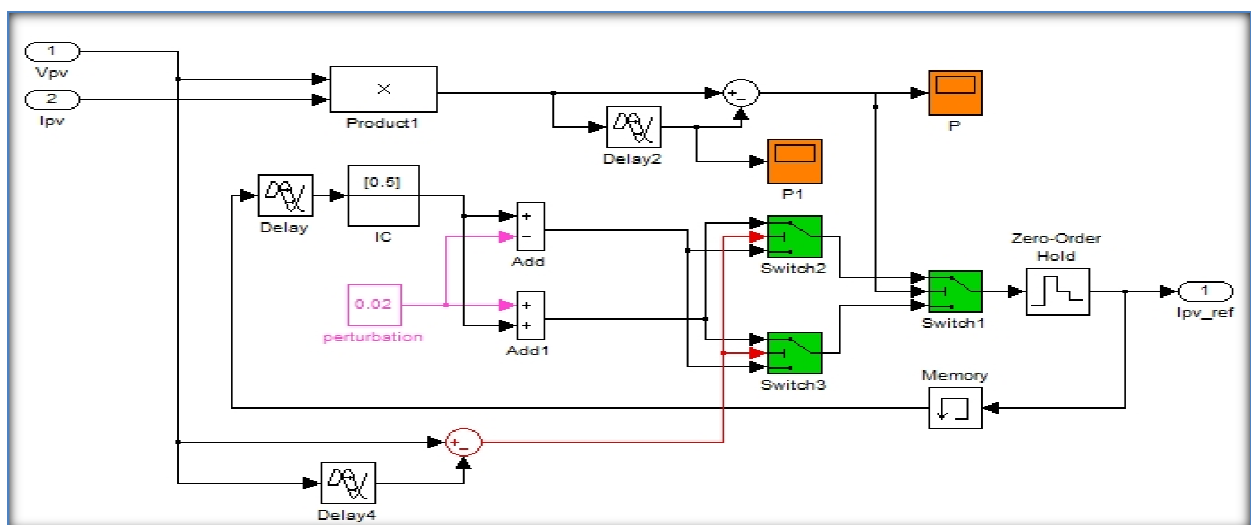 1
Vpv
2
Ipv
×
Product1
+
−
Delay2
P
P1
Delay
[0.5]
IC
+
−
Add
0.02
perturbation
+
+
Add1
Switch2
Switch3
Switch1
Zero-Order
Hold
1
Ipv_ref
Memory
+
−
Delay4